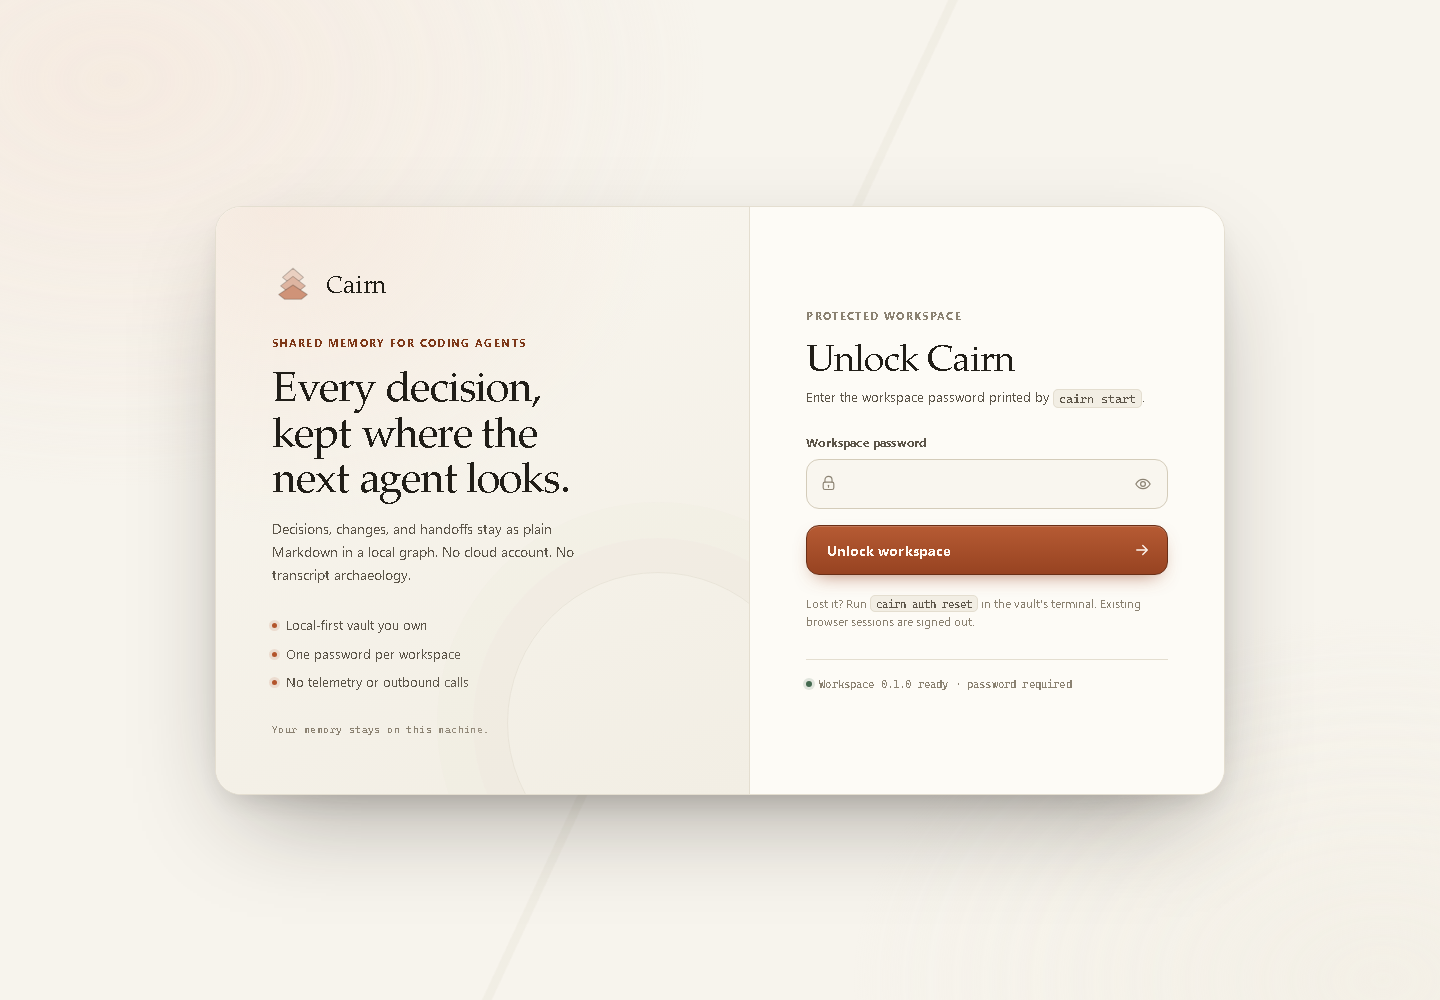 Cairn
SHARED MEMORY FOR CODING AGENTS
Every decision,
kept where the
next agent looks.
Decisions, changes, and handoffs stay as plain
Markdown in a local graph. No cloud account. No
transcript archaeology.
Local-first vault you own
One password per workspace
No telemetry or outbound calls
Your memory stays on this machine.
PROTECTED WORKSPACE
Unlock Cairn
Enter the workspace password printed by cairn start.
Workspace password
Unlock workspace
Lost it? Run cairn auth reset in the vault's terminal. Existing
browser sessions are signed out.
Workspace 0.1.0 ready · password required